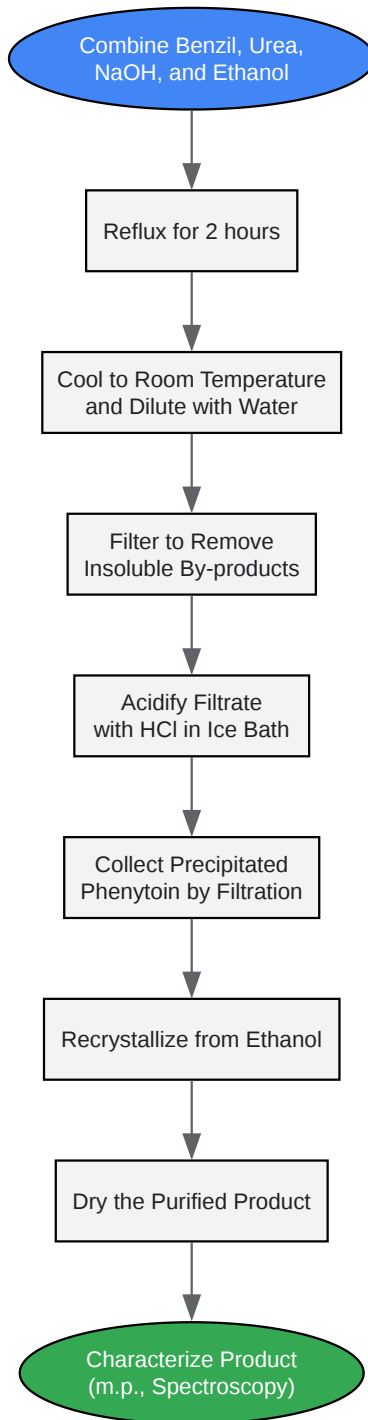 Combine Benzil, Urea,
NaOH, and Ethanol
Reflux for 2 hours
Cool to Room Temperature
and Dilute with Water
Filter to Remove
Insoluble By-products
Acidify Filtrate
with HCl in Ice Bath
Collect Precipitated
Phenytoin by Filtration
Recrystallize from Ethanol
Dry the Purified Product
Characterize Product
(m.p., Spectroscopy)